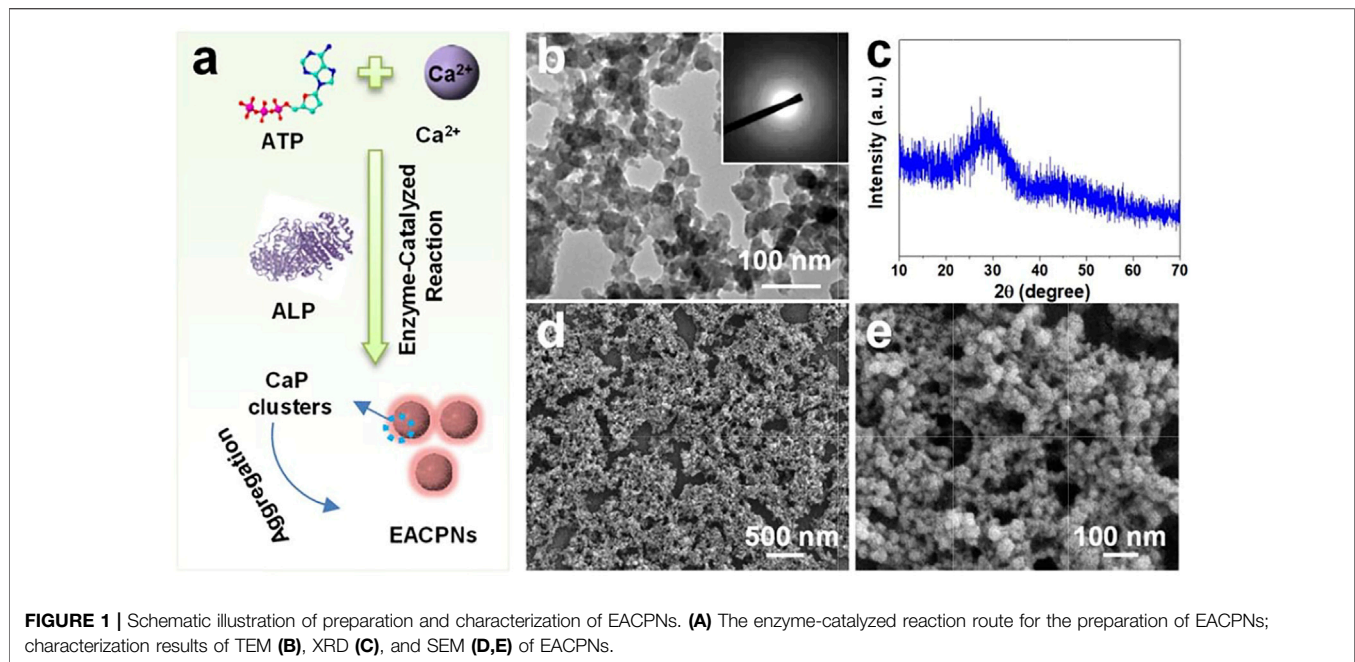 a
Ca²⁺
ATP
Ca²⁺
Enzyme-Catalyzed
Reaction
ALP
CaP
clusters
Aggregation
EACPNs
b
100 nm
c
Intensity (a. u.)
10 20 30 40 50 60 70
2θ (degree)
d
500 nm
e
100 nm
FIGURE 1 | Schematic illustration of preparation and characterization of EACPNs. (A) The enzyme-catalyzed reaction route for the preparation of EACPNs;
characterization results of TEM (B), XRD (C), and SEM (D,E) of EACPNs.